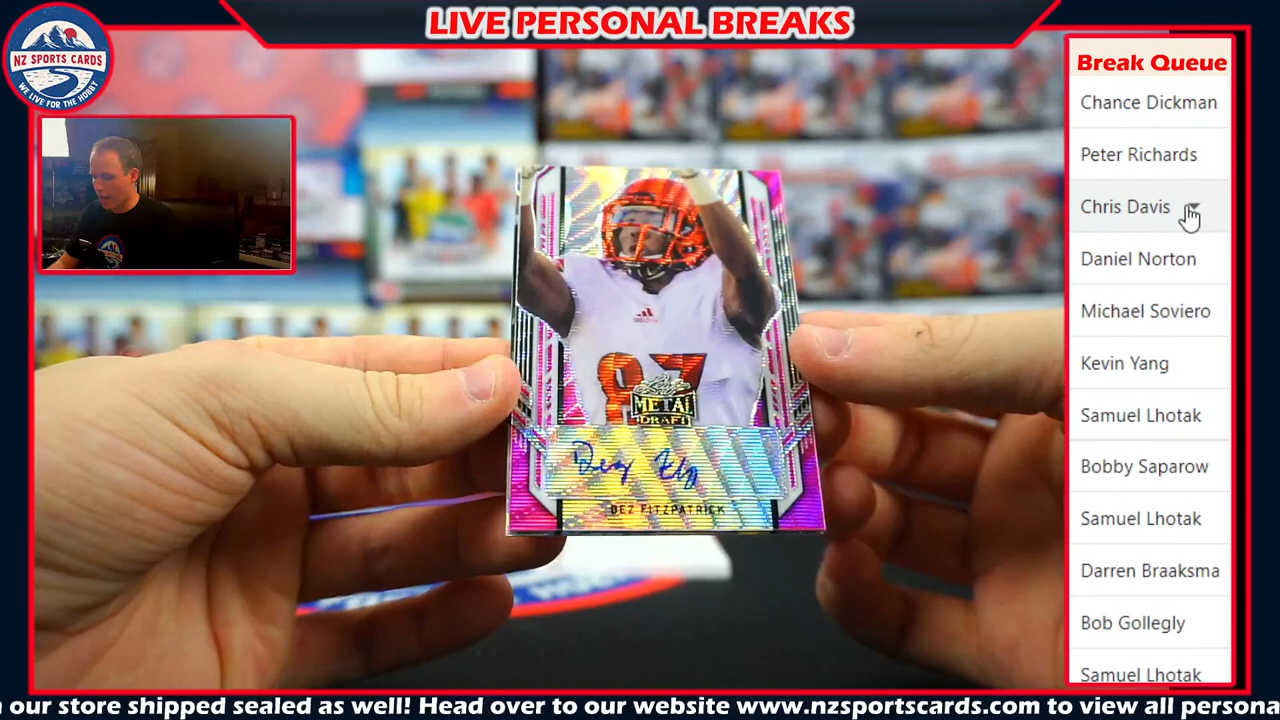 LIVE PERSONAL BREAKS
NZ SPORTS CARDS
WE LIVE FOR THE HOBBY
Break Queue
Chance Dickman
Peter Richards
Chris Davis
Daniel Norton
Michael Soviero
Kevin Yang
Samuel Lhotak
Bobby Saparow
Samuel Lhotak
Darren Braaksma
Bob Gollegly
Samuel Lhotak
adidas
87
Leaf
METAL
DRAFT
DEZ FITZPATRICK
our store shipped sealed as well! Head over to our website www.nzsportscards.com to view all